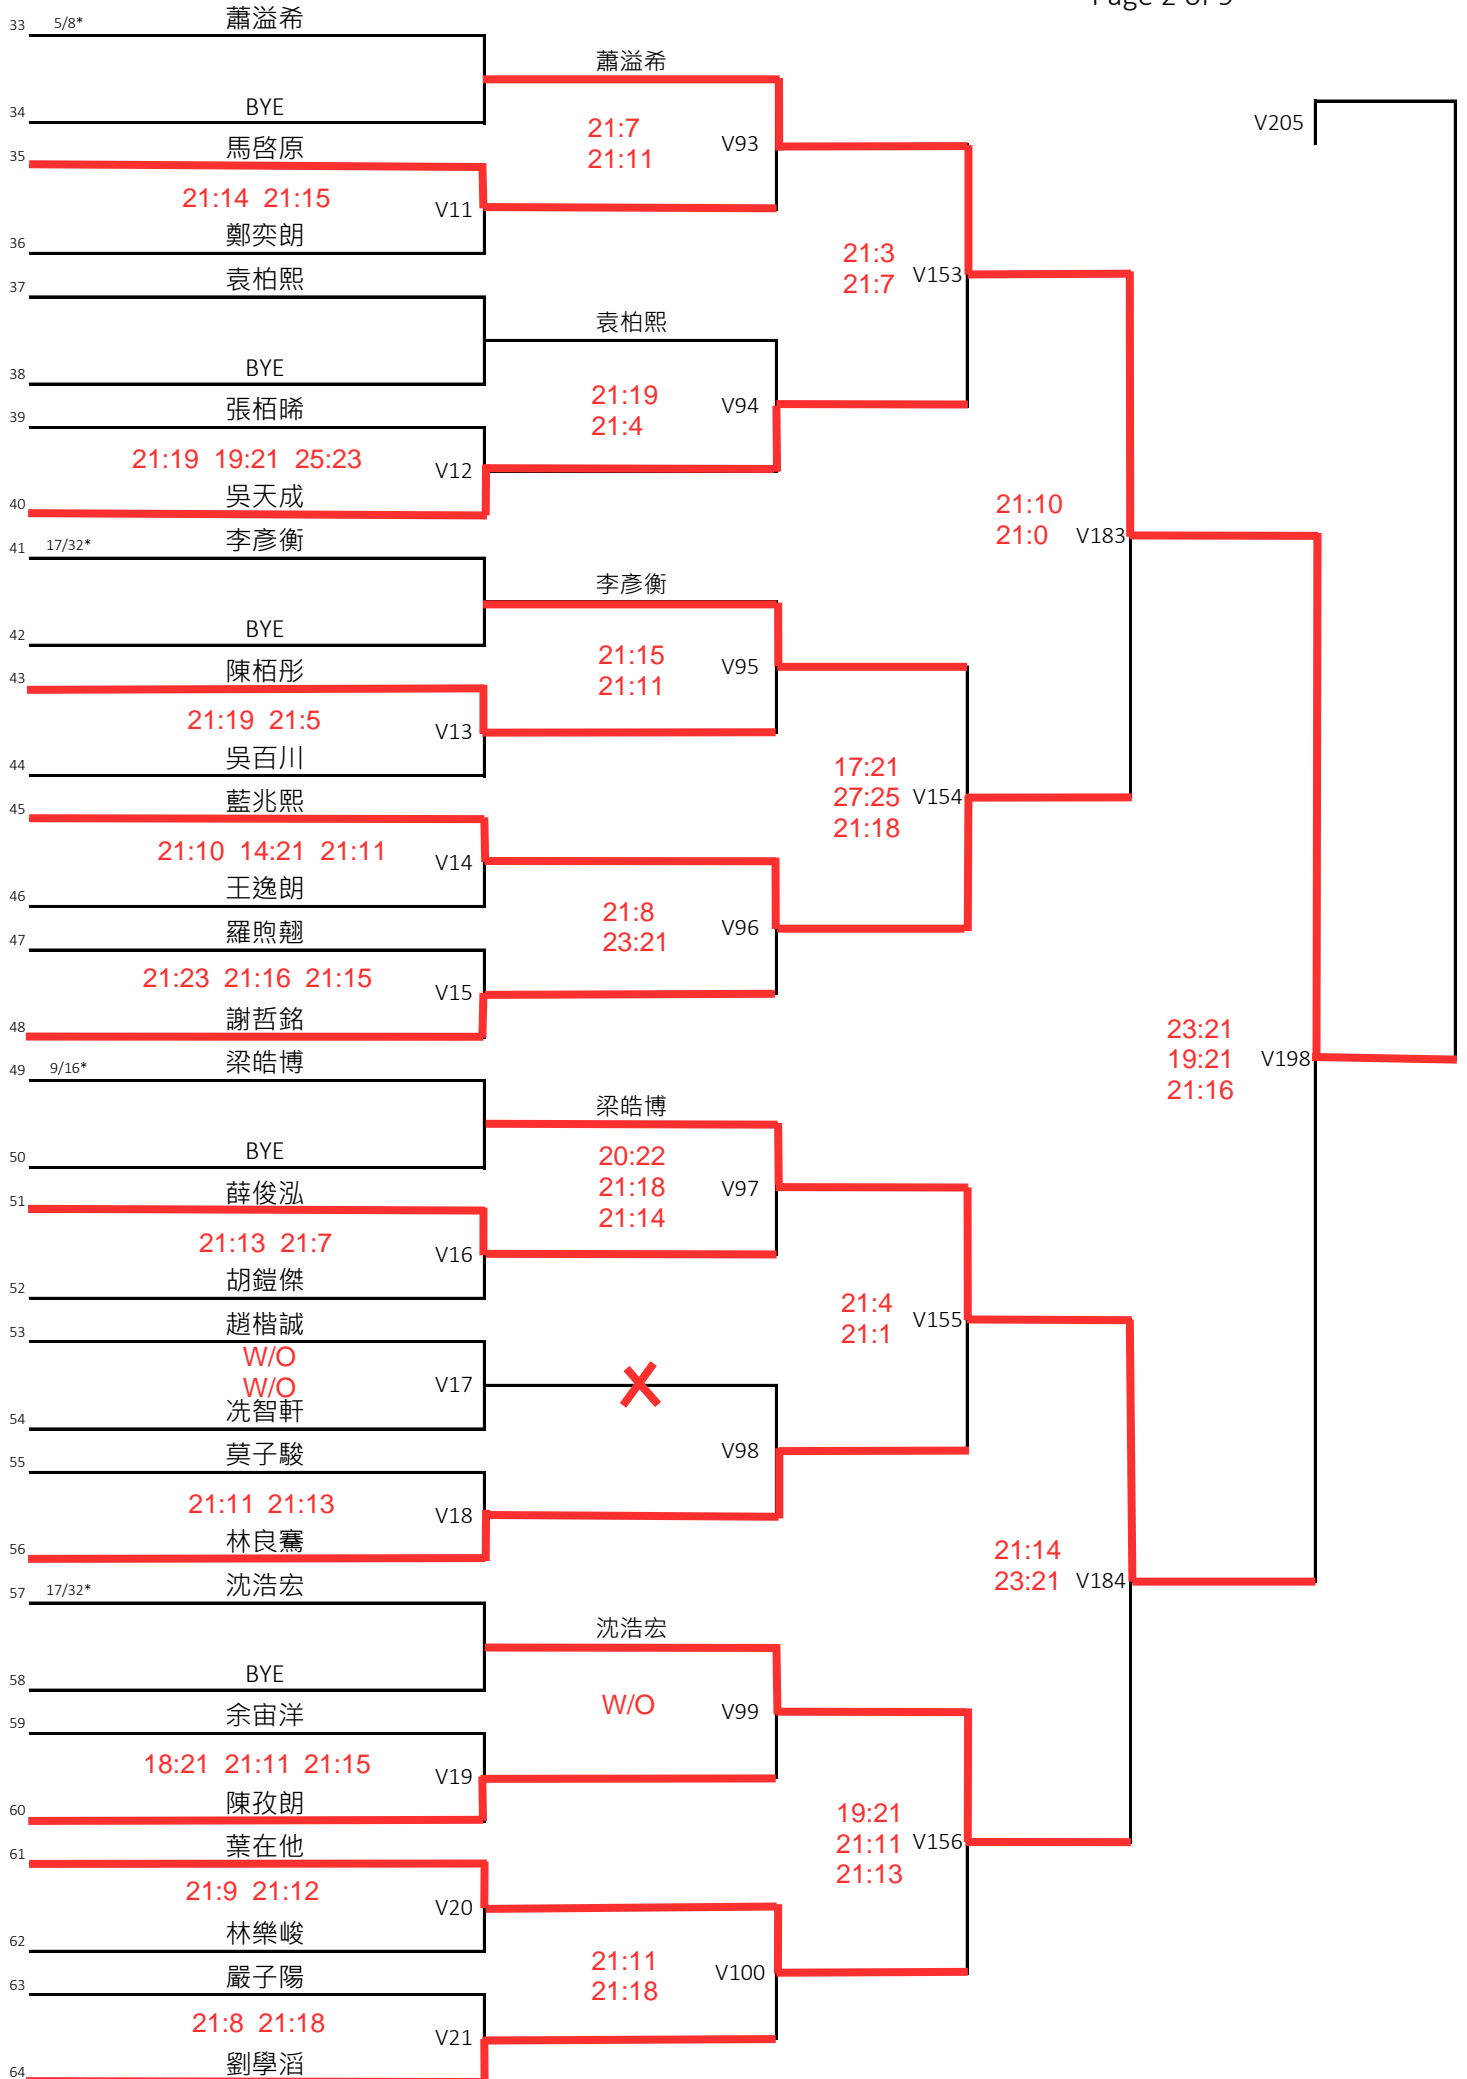 Page 2 of 9
33 5/8* 蕭溢希
蕭溢希
34 BYE
V205
35 馬啓原
21:7
21:11
V93
21:14 21:15
V11
36 鄭奕朗
21:3
21:7
V153
37 袁柏熙
袁柏熙
38 BYE
39 張栢晞
21:19
21:4
V94
21:19 19:21 25:23
V12
40 吳天成
21:10
21:0
V183
41 17/32* 李彥衡
李彥衡
42 BYE
43 陳栢彤
21:15
21:11
V95
21:19 21:5
V13
44 吳百川
17:21
27:25
21:18
V154
45 藍兆熙
21:10 14:21 21:11
V14
46 王逸朗
21:8
23:21
V96
47 羅煦翹
21:23 21:16 21:15
V15
48 謝哲銘
23:21
19:21
21:16
V198
49 9/16* 梁皓博
梁皓博
50 BYE
20:22
21:18
21:14
V97
51 薛俊泓
21:13 21:7
V16
52 胡鎧傑
21:4
21:1
V155
53 趙楷誠
W/O
W/O
V17
54 冼智軒
55 莫子駿
V98
21:11 21:13
V18
56 林良騫
21:14
23:21
V184
57 17/32* 沈浩宏
沈浩宏
58 BYE
W/O
V99
59 余宙洋
18:21 21:11 21:15
V19
60 陳孜朗
19:21
21:11
21:13
V156
61 葉在他
21:9 21:12
V20
62 林樂峻
21:11
21:18
V100
63 嚴子陽
21:8 21:18
V21
64 劉學滔